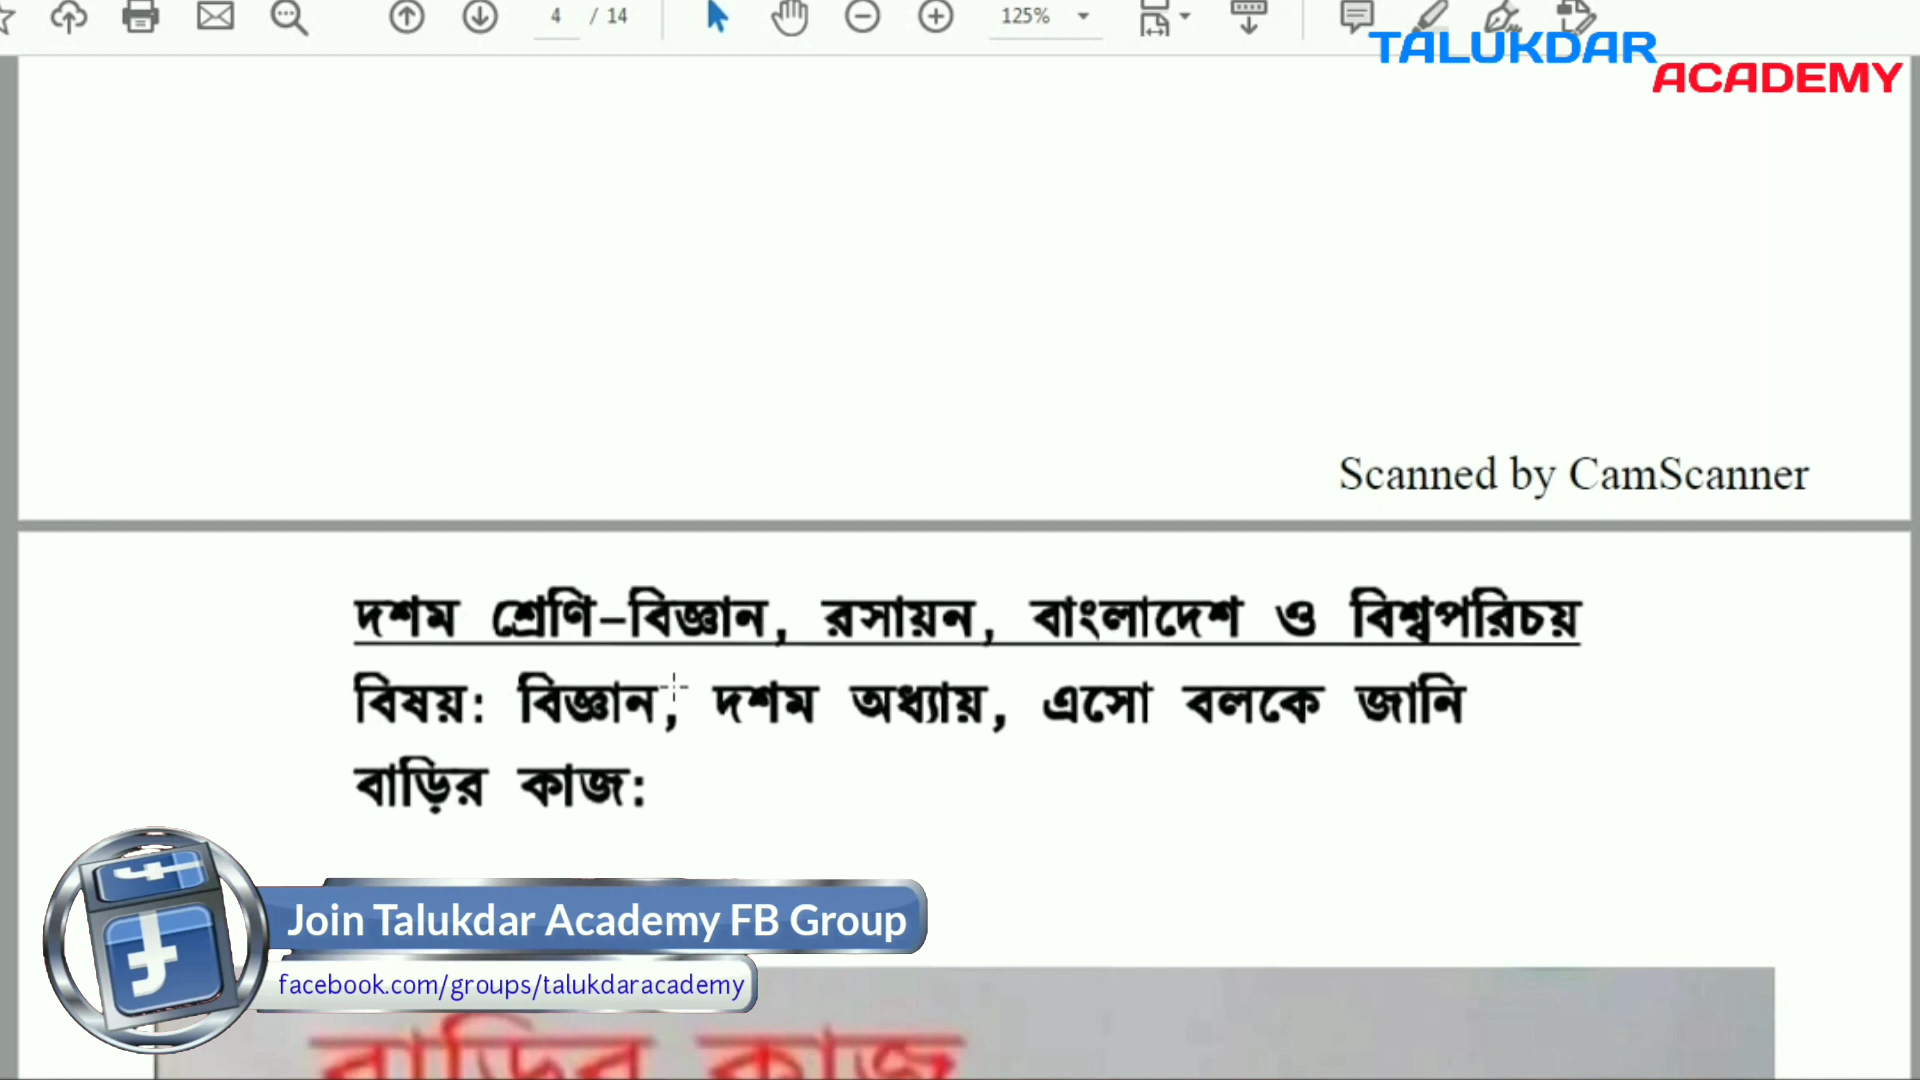 4 / 14
125%
TALUKDAR
ACADEMY
Scanned by CamScanner
দশম শ্রেণি-বিজ্ঞান, রসায়ন, বাংলাদেশ ও বিশ্বপরিচয়
বিষয়: বিজ্ঞান, দশম অধ্যায়, এসো বলকে জানি
বাড়ির কাজ:
Join Talukdar Academy FB Group
facebook.com/groups/talukdaracademy
বাড়ির কাজ